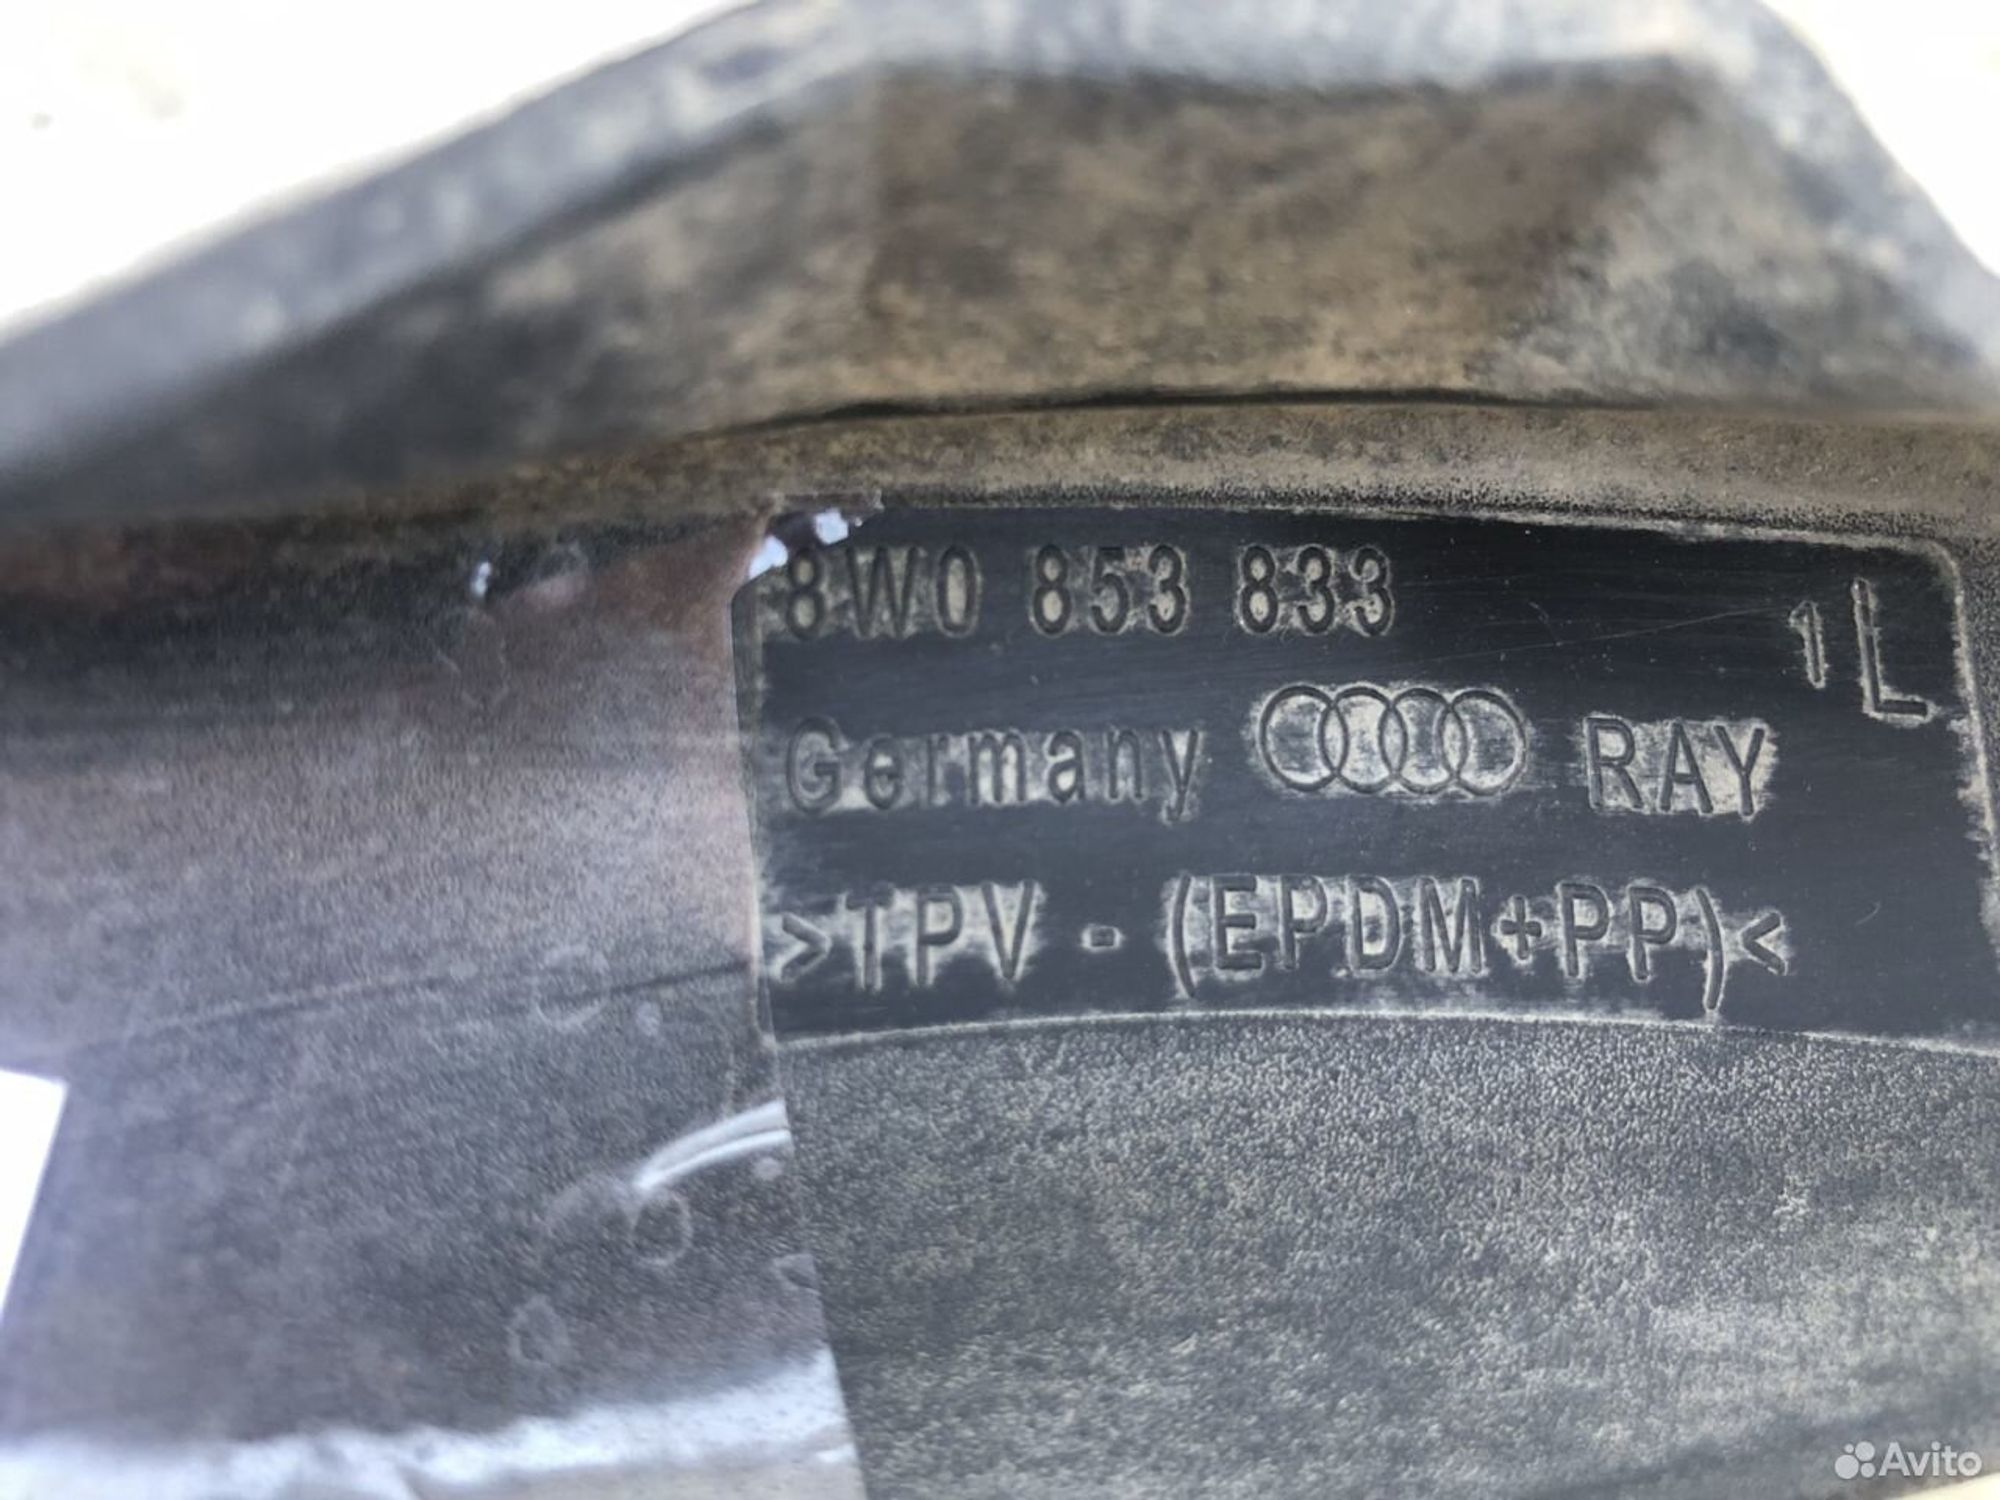 8W0 853 833
1L
Germany RAY
>TPV - (EPDM+PP)<
Avito